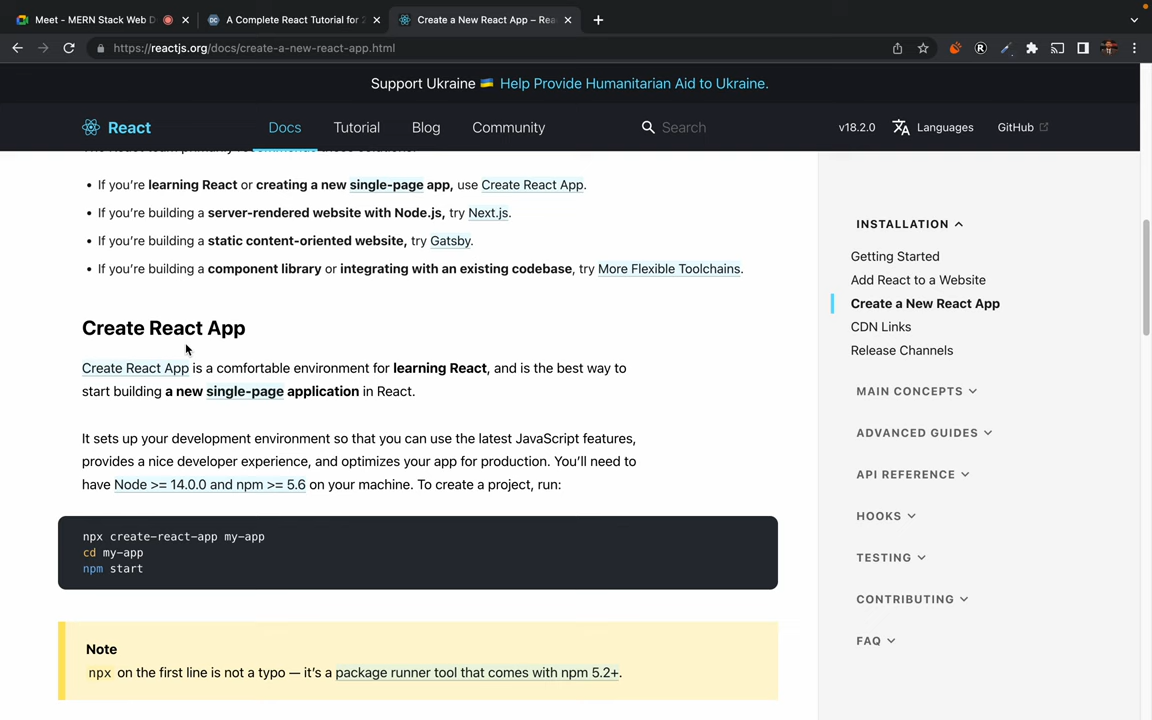 Meet - MERN Stack Web D
A Complete React Tutorial for 2
Create a New React App – Rea
https://reactjs.org/docs/create-a-new-react-app.html
Support Ukraine 🇺🇦 Help Provide Humanitarian Aid to Ukraine.
React
Docs
Tutorial
Blog
Community
Search
v18.2.0
Languages
GitHub
The React team primarily recommends these solutions:
• If you’re learning React or creating a new single-page app, use Create React App.
• If you’re building a server-rendered website with Node.js, try Next.js.
• If you’re building a static content-oriented website, try Gatsby.
• If you’re building a component library or integrating with an existing codebase, try More Flexible Toolchains.
Create React App
Create React App is a comfortable environment for learning React, and is the best way to
start building a new single-page application in React.
It sets up your development environment so that you can use the latest JavaScript features,
provides a nice developer experience, and optimizes your app for production. You’ll need to
have Node >= 14.0.0 and npm >= 5.6 on your machine. To create a project, run:
npx create-react-app my-app
cd my-app
npm start
Note
npx on the first line is not a typo — it’s a package runner tool that comes with npm 5.2+.
INSTALLATION
Getting Started
Add React to a Website
Create a New React App
CDN Links
Release Channels
MAIN CONCEPTS
ADVANCED GUIDES
API REFERENCE
HOOKS
TESTING
CONTRIBUTING
FAQ